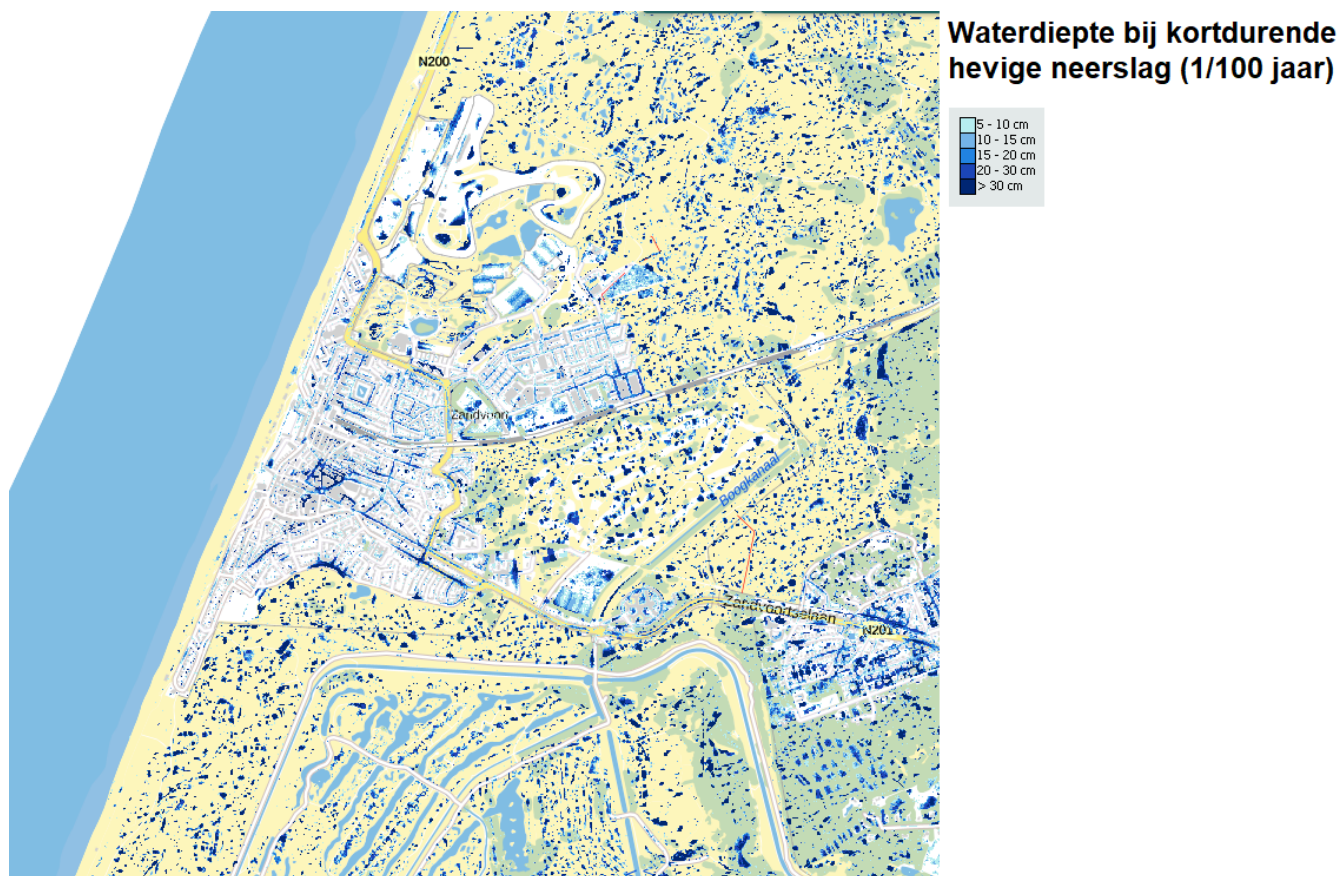 Waterdiepte bij kortdurende
hevige neerslag (1/100 jaar)
5 - 10 cm
10 - 15 cm
15 - 20 cm
20 - 30 cm
> 30 cm
N200
Zandvoort
Boogkanaal
Zandvoortselaan
N201